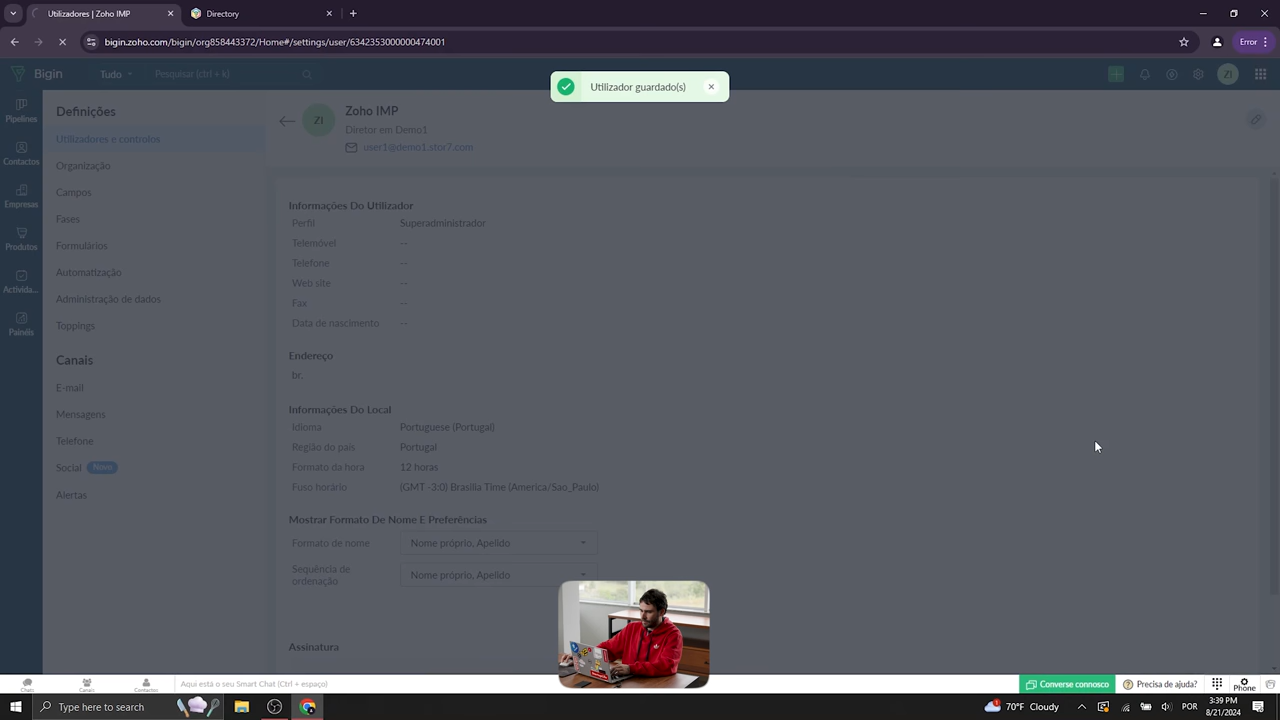 Utilizadores | Zoho IMP
Directory
bigin.zoho.com/bigin/org858443372/Home#/settings/user/6342353000000474001
Error
Bigin
Tudo
Pesquisar (ctrl + k)
Utilizador guardado(s)
ZI
Pipelines
Contactos
Empresas
Produtos
Activida...
Painéis
Definições
Utilizadores e controlos
Organização
Campos
Fases
Formulários
Automatização
Administração de dados
Toppings
Canais
E-mail
Mensagens
Telefone
Social Novo
Alertas
ZI
Zoho IMP
Diretor em Demo1
user1@demo1.stor7.com
Informações Do Utilizador
Perfil Superadministrador
Telemóvel --
Telefone --
Web site --
Fax --
Data de nascimento --
Endereço
br.
Informações Do Local
Idioma Portuguese (Portugal)
Região do país Portugal
Formato da hora 12 horas
Fuso horário (GMT -3:0) Brasilia Time (America/Sao_Paulo)
Mostrar Formato De Nome E Preferências
Formato de nome Nome próprio, Apelido
Sequência de ordenação Nome próprio, Apelido
Assinatura
Chats
Canais
Contactos
Aqui está o seu Smart Chat (Ctrl + espaço)
Converse connosco
Precisa de ajuda?
Phone
Type here to search
70°F Cloudy
POR
3:39 PM
8/21/2024